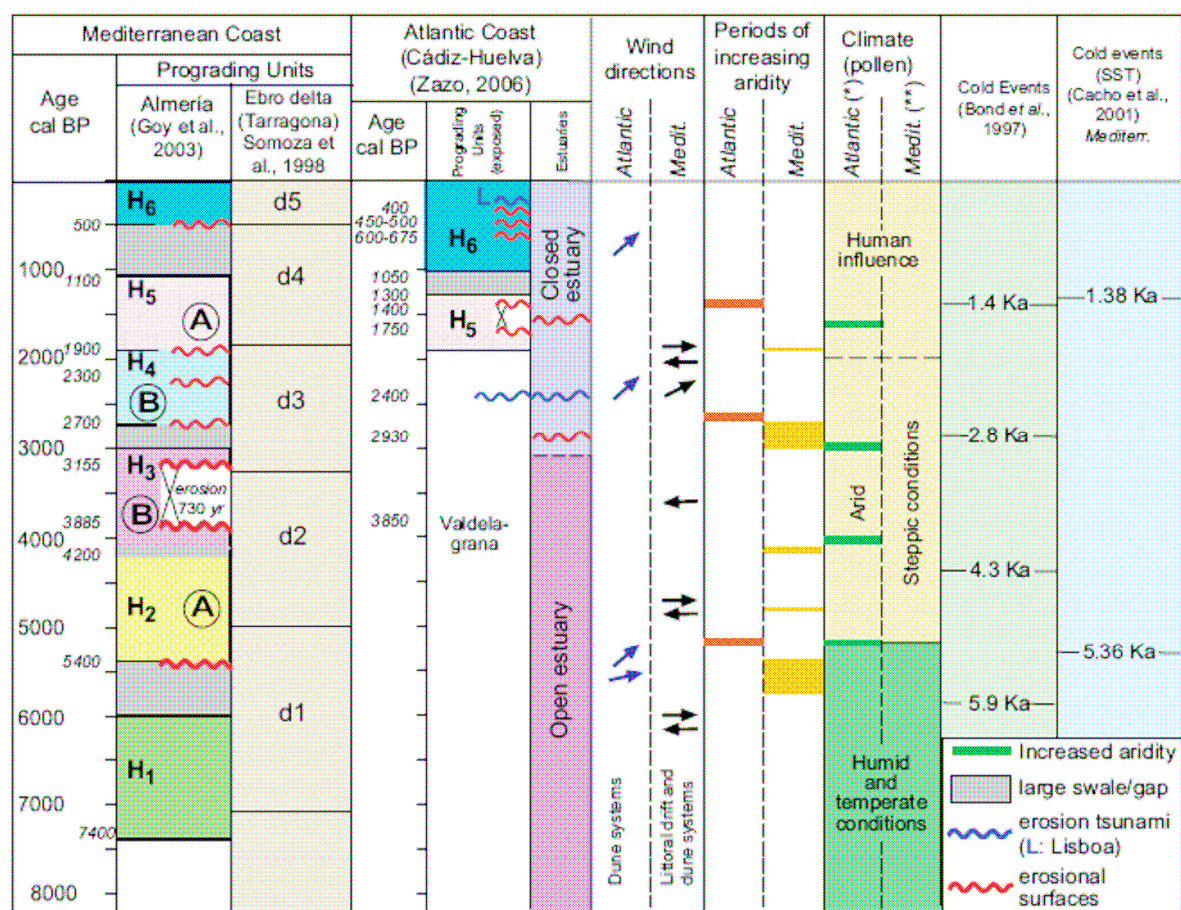 Mediterranean Coast
Prograding Units
Age
cal BP
Almería
(Goy et al.,
2003)
Ebro delta
(Tarragona)
Somoza et
al., 1998
Atlantic Coast
(Cádiz-Huelva)
(Zazo, 2006)
Age
cal BP
Prograding
Units
(exposed)
Estuaries
Wind
directions
Atlantic
Medit.
Periods of
increasing
aridity
Atlantic
Medit.
Climate
(pollen)
Atlantic (*)
Medit. (**)
Cold Events
(Bond et al.,
1997)
Cold events
(SST)
(Cacho et al.,
2001)
Mediterr.
500
1000
1100
1900
2000
2300
2700
3000
3155
3885
4000
4200
5000
5400
6000
7000
7400
8000
H6
H5
A
H4
B
H3
erosion
730 yr
B
H2
A
H1
d5
d4
d3
d2
d1
400
450-500
600-675
1050
1300
1400
1750
2400
2930
3850
L
H6
H5
Valdela-
grana
Closed
estuary
Open estuary
Dune systems
Littoral drift and
dune systems
Human
influence
Arid
Steppic conditions
Humid
and
temperate
conditions
1.4 Ka
2.8 Ka
4.3 Ka
5.9 Ka
1.38 Ka
5.36 Ka
Increased aridity
large swale/gap
erosion tsunami
(L: Lisboa)
erosional
surfaces